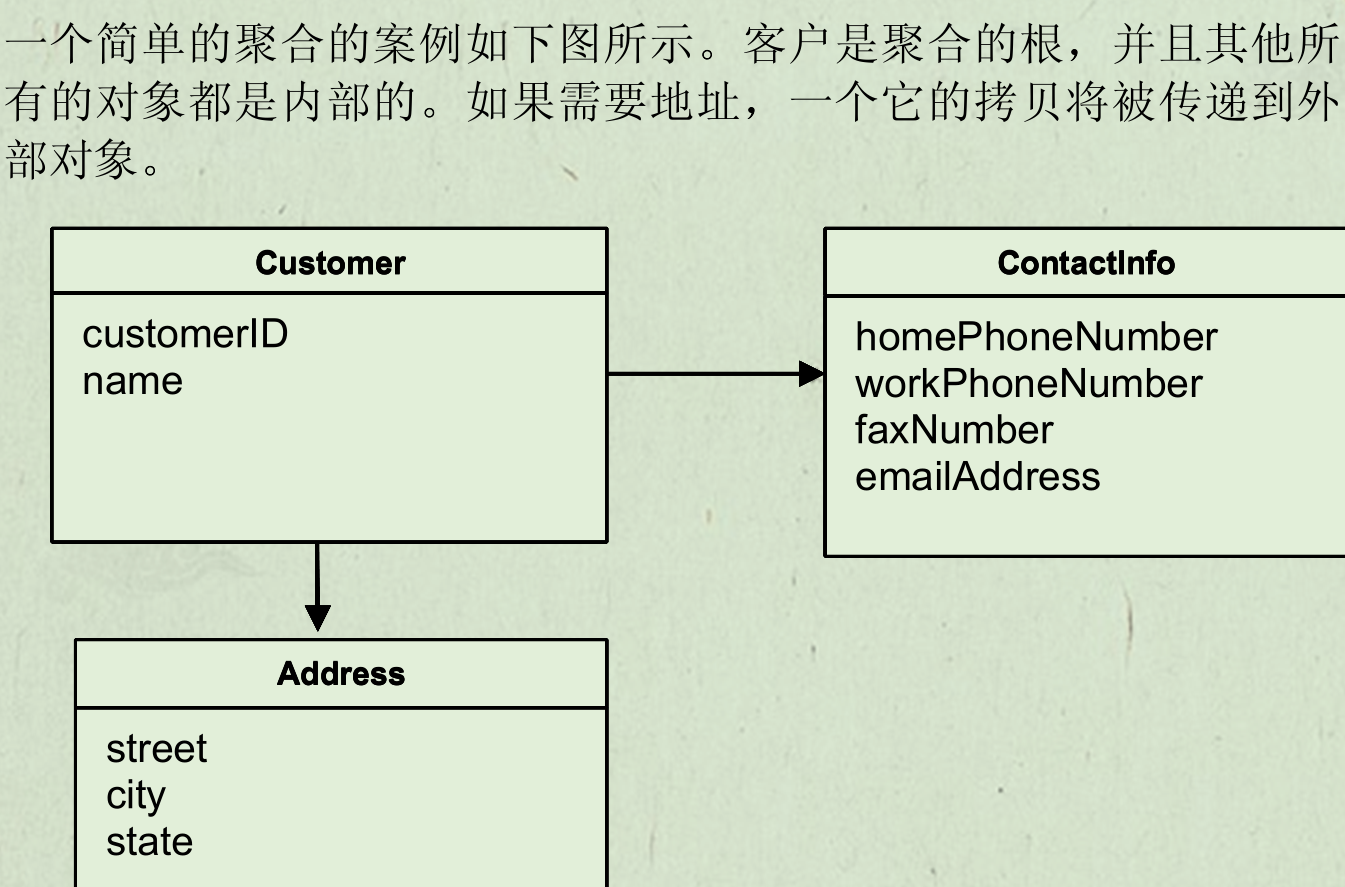 一个简单的聚合的案例如下图所示。客户是聚合的根，并且其他所
有的对象都是内部的。如果需要地址，一个它的拷贝将被传递到外
部对象。
Customer
customerID
name
ContactInfo
homePhoneNumber
workPhoneNumber
faxNumber
emailAddress
Address
street
city
state